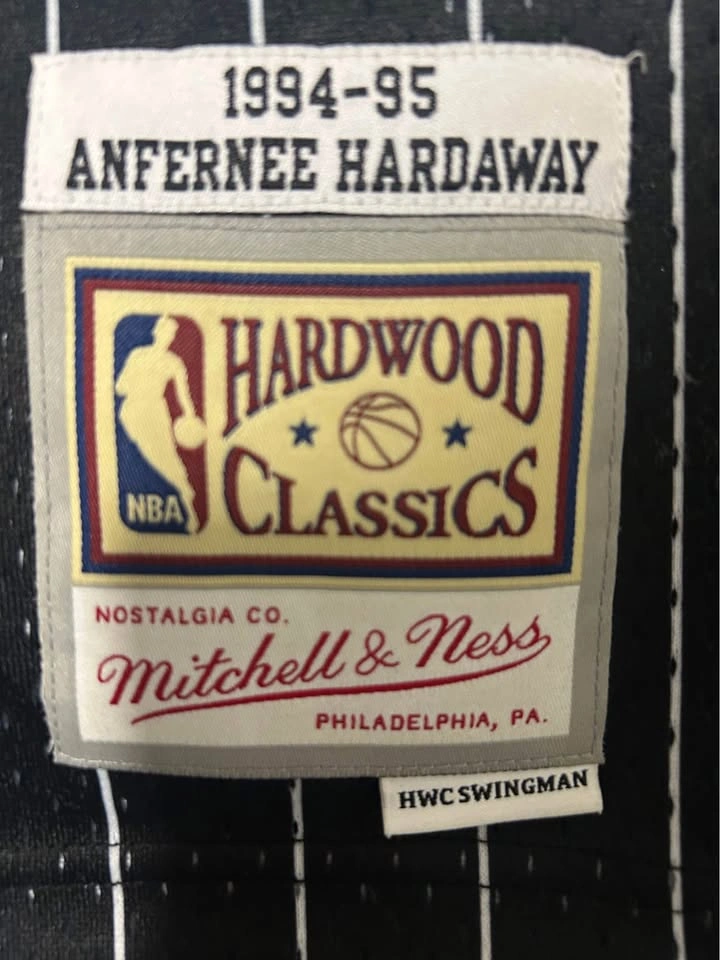 1994-95
ANFERNEE HARDAWAY
HARDWOOD
CLASSICS
NBA
NOSTALGIA CO.
Mitchell & Ness
PHILADELPHIA, PA.
HWC SWINGMAN